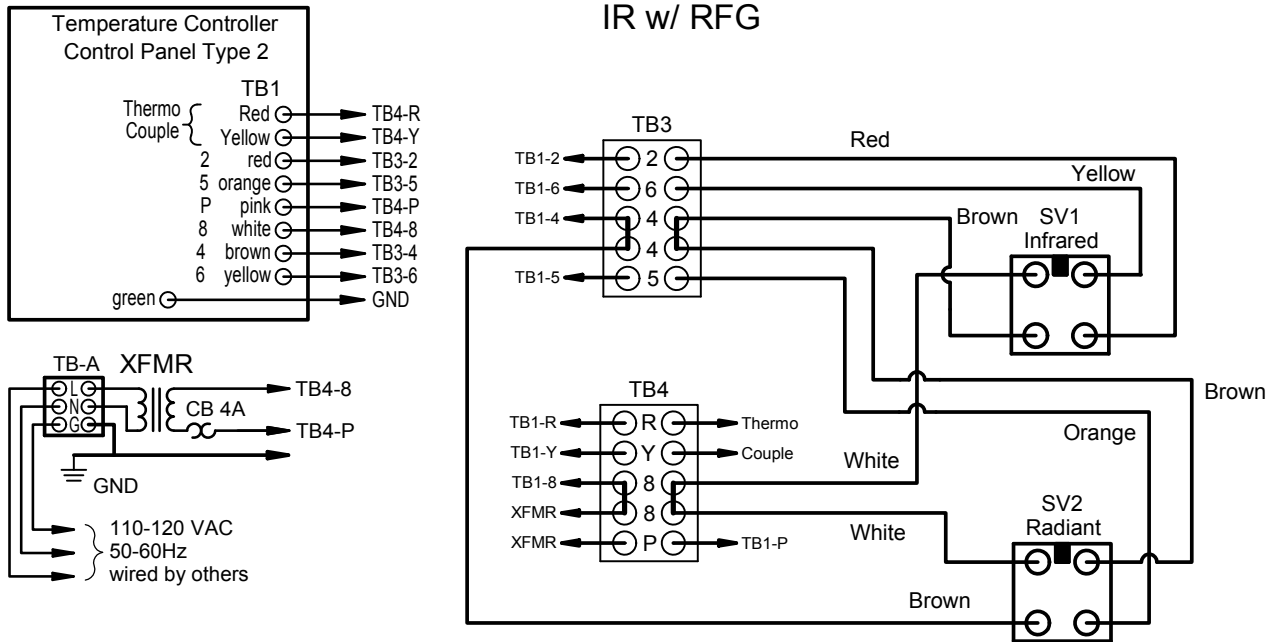 IR w/ RFG
Temperature Controller
Control Panel Type 2
TB1
Thermo
Couple
Red TB4-R
Yellow TB4-Y
2 red TB3-2
5 orange TB3-5
P pink TB4-P
8 white TB4-8
4 brown TB3-4
6 yellow TB3-6
green GND
TB-A XFMR
L
N
G
TB4-8
CB 4A
TB4-P
GND
110-120 VAC
50-60Hz
wired by others
TB3
TB1-2 2
TB1-6 6
TB1-4 4
4
TB1-5 5
Red
Yellow
Brown
SV1
Infrared
Brown
Orange
TB4
TB1-R R Thermo
TB1-Y Y Couple
TB1-8 8
XFMR 8
XFMR P TB1-P
White
White
SV2
Radiant
Brown